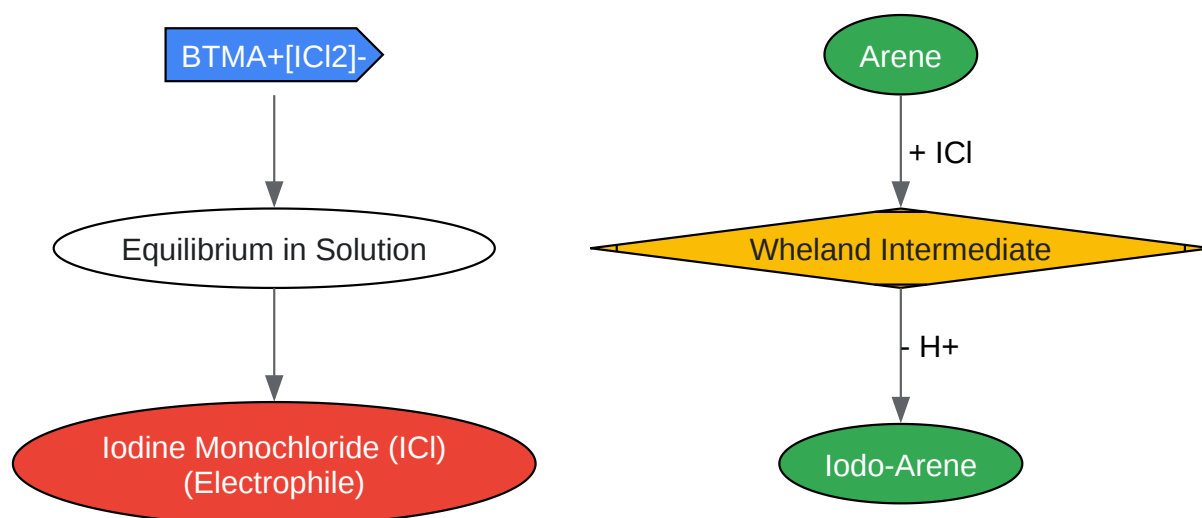 BTMA+[ICl2]-
Equilibrium in Solution
Iodine Monochloride (ICl)
(Electrophile)
Arene
+ ICl
Wheland Intermediate
- H+
Iodo-Arene